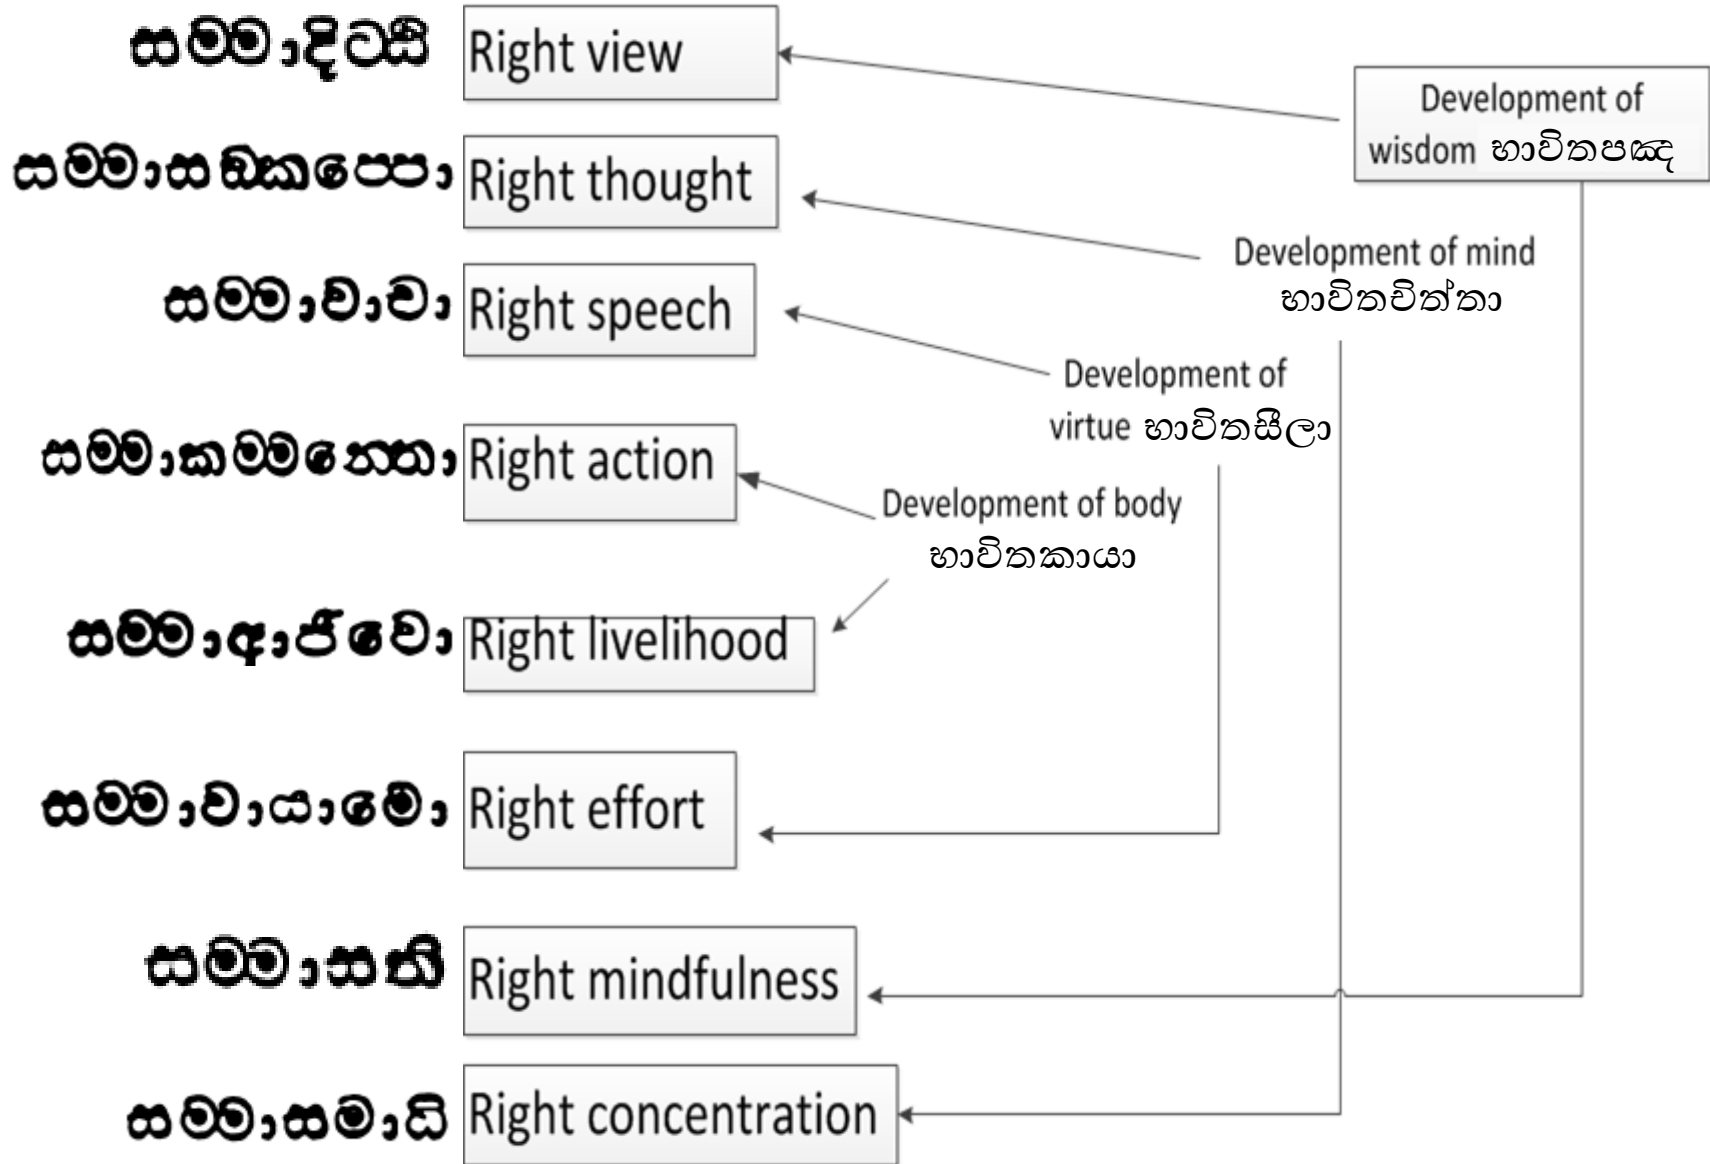 සම්මාදිට්ඨි Right view
Development of
wisdom භාවිතපඤ්ඤ
සම්මාසඞ්කප්පො Right thought
Development of mind
භාවිතචිත්තා
සම්මාවාචා Right speech
Development of
virtue භාවිතසීලා
සම්මාකම්මන්තො Right action
Development of body
භාවිතකායා
සම්මාආජීවො Right livelihood
සම්මාවායාමො Right effort
සම්මාසති Right mindfulness
සම්මාසමාධි Right concentration